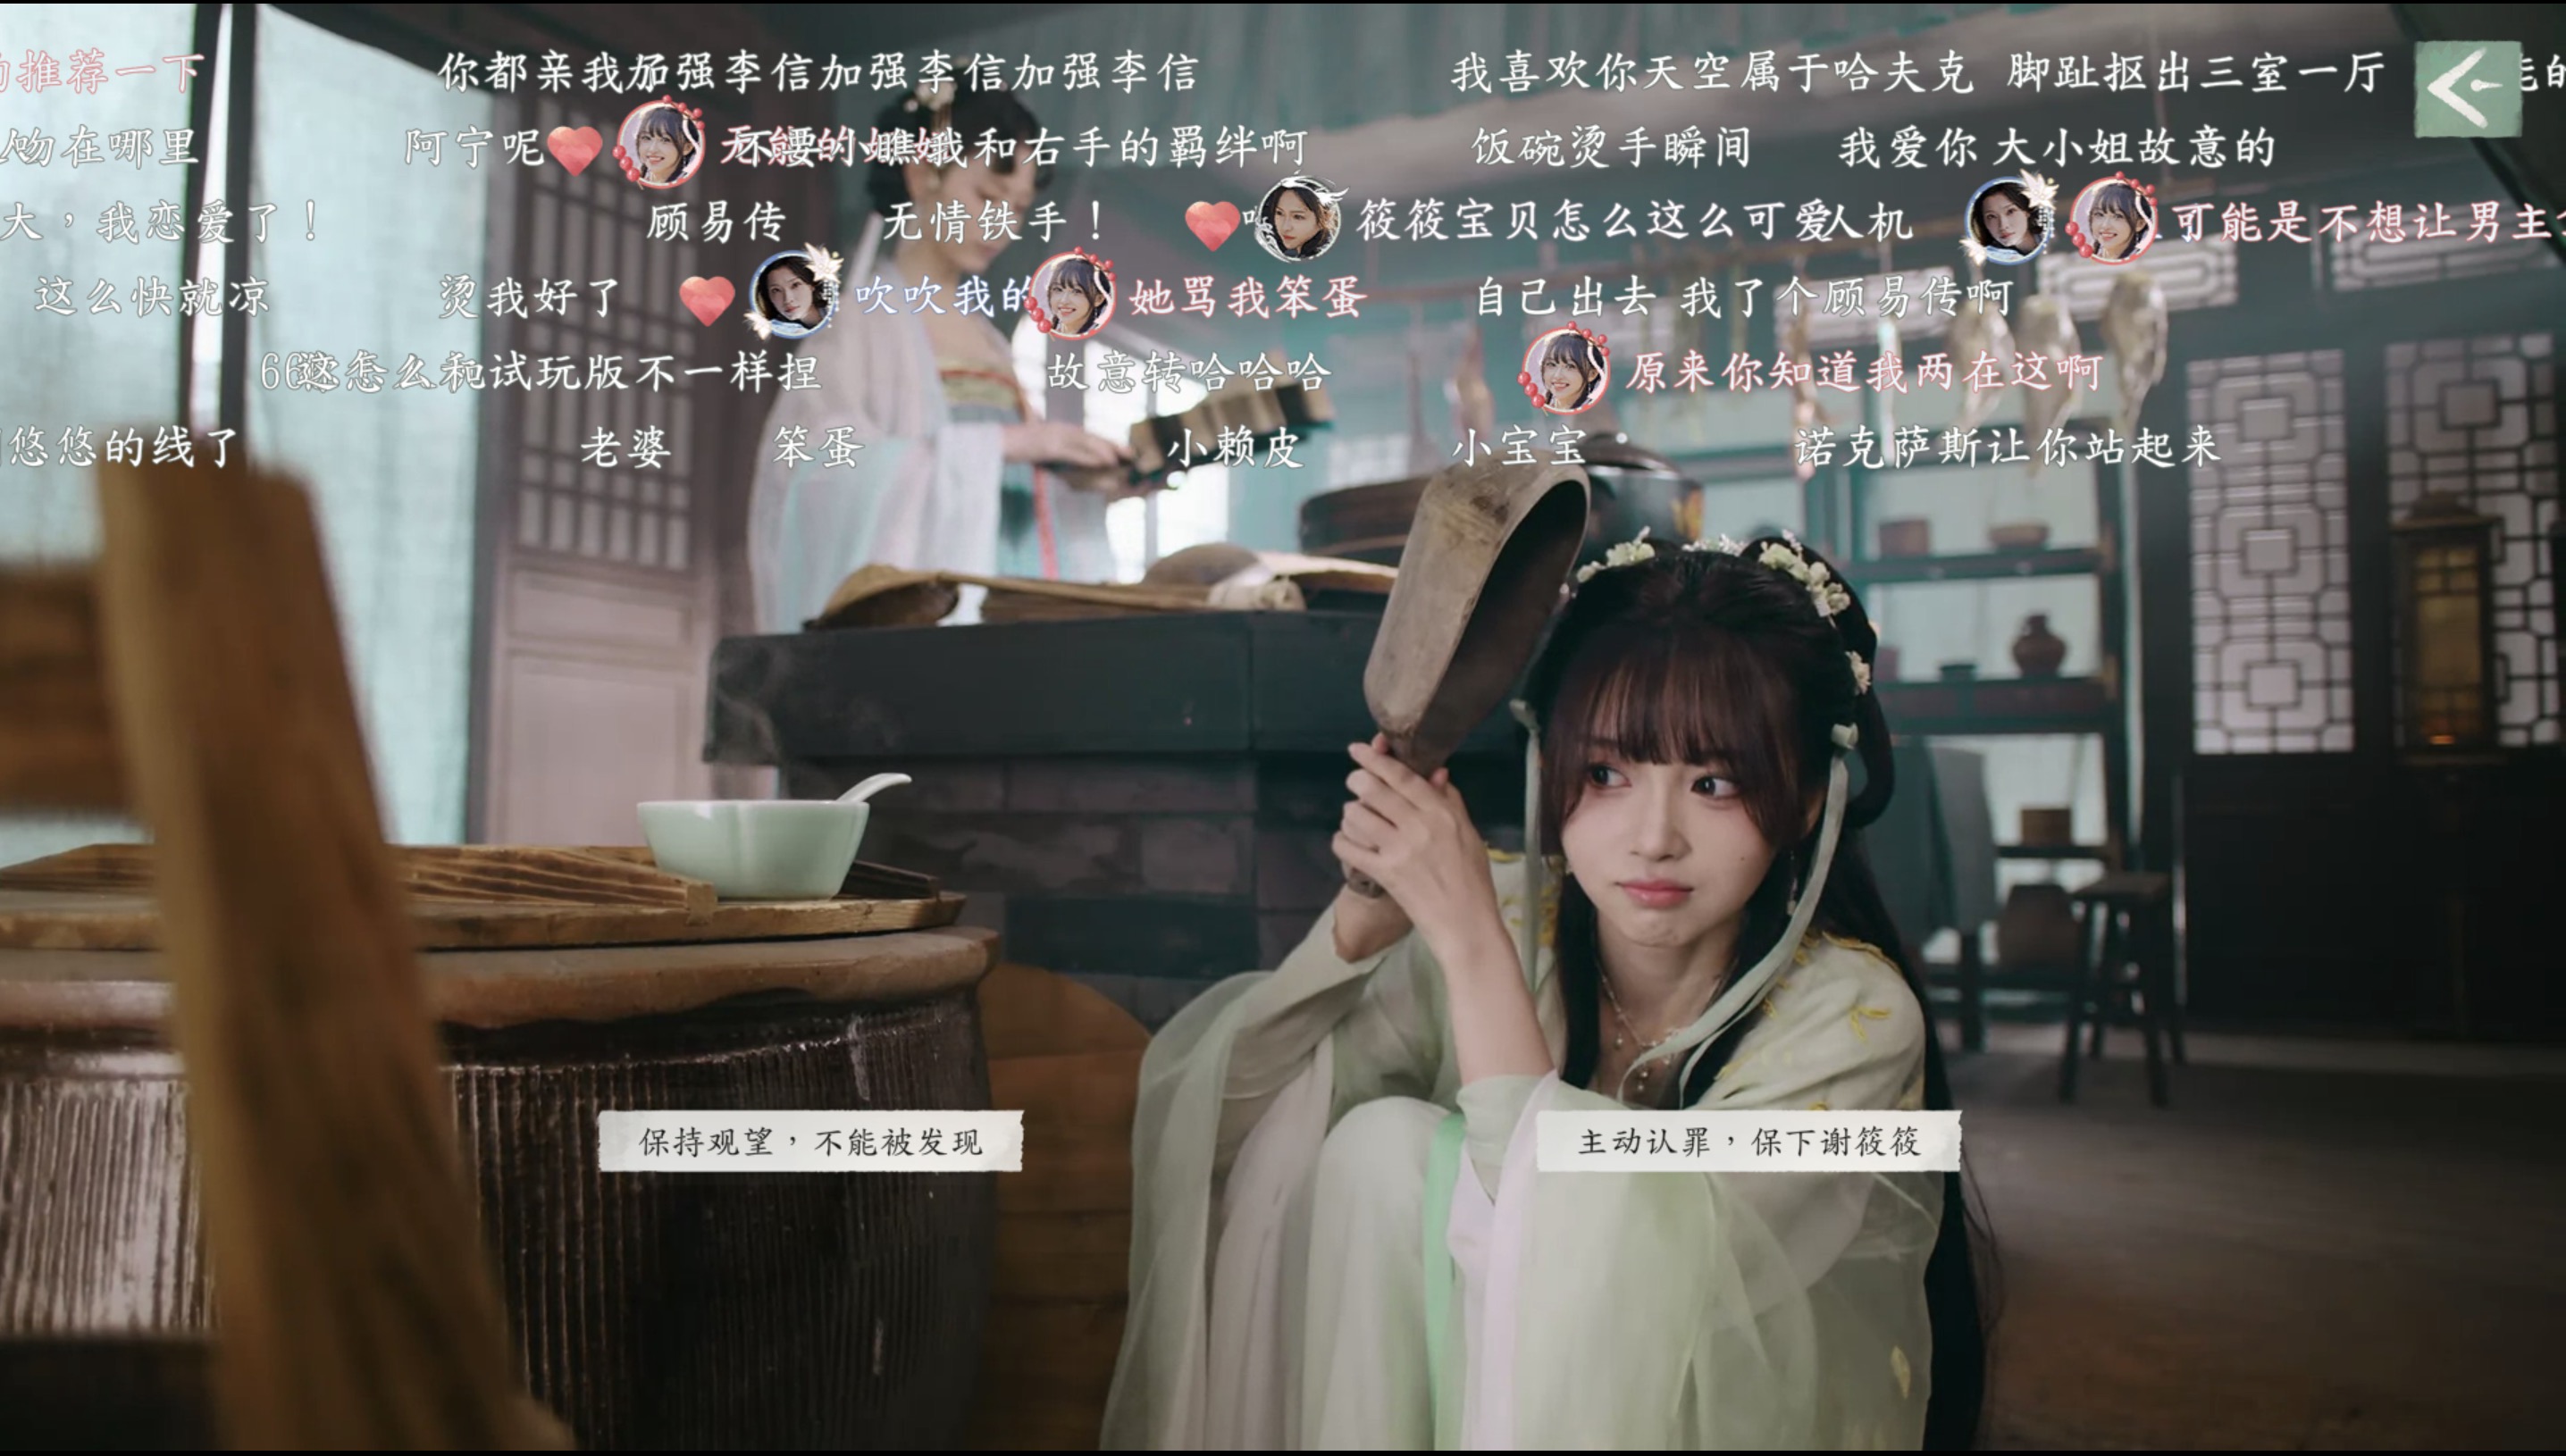 推荐一下 你都亲我 加强李信加强李信加强李信 我喜欢你 天空属于哈夫克 脚趾抠出三室一厅
吻在哪里 阿宁呢 我和右手的羁绊啊 饭碗烫手瞬间 我爱你 大小姐故意的
大,我恋爱了! 顾易传 无情铁手! 筱筱宝贝怎么这么可爱 人机 可能是不想让男主
这么快就凉 烫我好了 吹吹我的 她骂我笨蛋 自己出去 我了个顾易传啊
怎么和试玩版不一样捏 故意转哈哈哈 原来你知道我两在这啊
悠悠的线了 老婆 笨蛋 小赖皮 小宝宝 诺克萨斯让你站起来
保持观望,不能被发现
主动认罪,保下谢筱筱